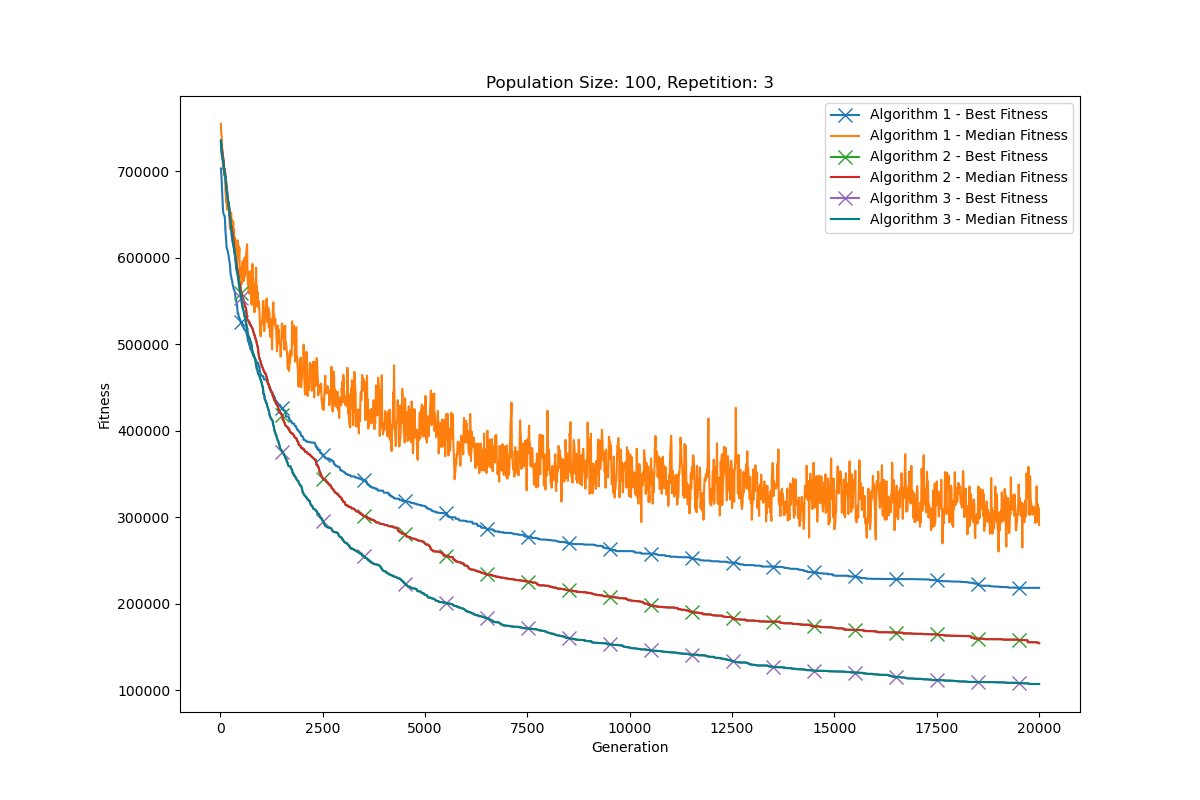 Population Size: 100, Repetition: 3
Algorithm 1 - Best Fitness
Algorithm 1 - Median Fitness
Algorithm 2 - Best Fitness
Algorithm 2 - Median Fitness
Algorithm 3 - Best Fitness
Algorithm 3 - Median Fitness
700000
600000
500000
400000
300000
200000
100000
Fitness
0 2500 5000 7500 10000 12500 15000 17500 20000
Generation